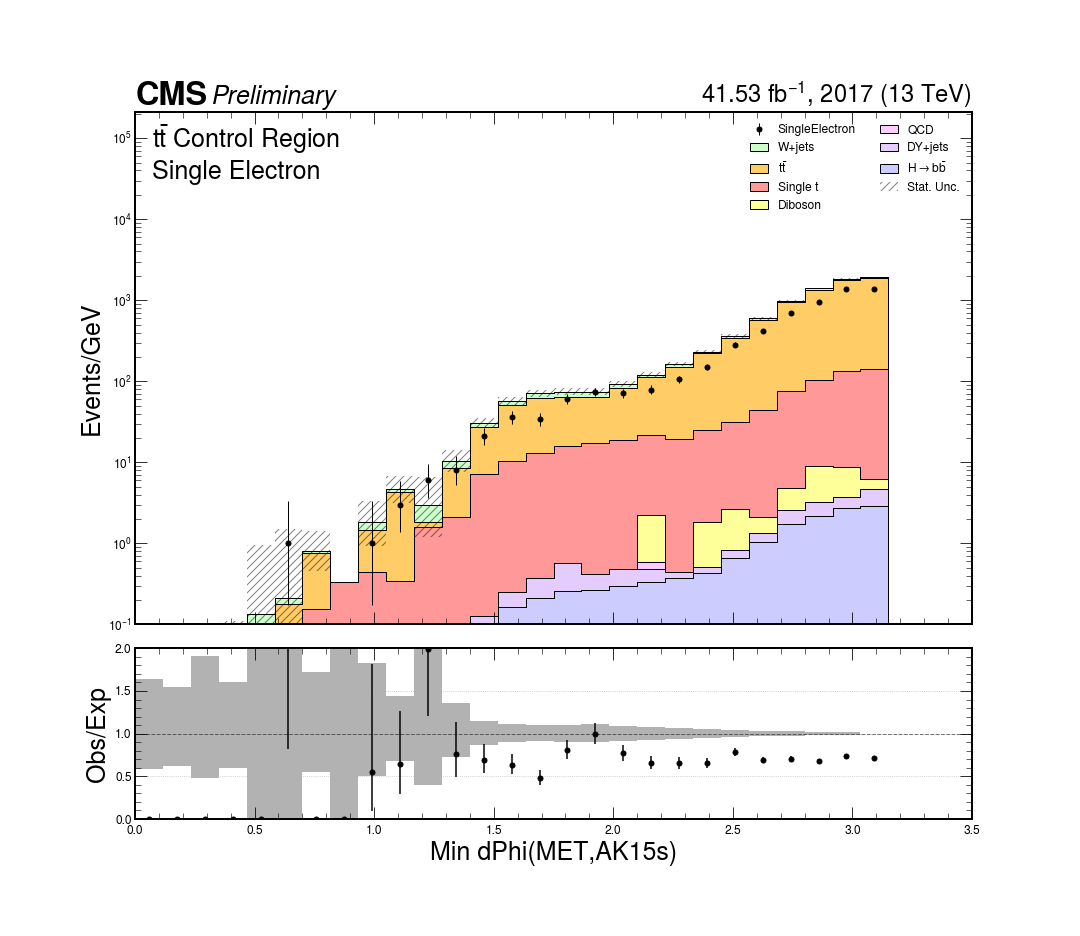 CMS Preliminary
41.53 fb⁻¹, 2017 (13 TeV)
tt̄ Control Region
Single Electron
SingleElectron
W+jets
tt̄
Single t
Diboson
QCD
DY+jets
H→bb̄
Stat. Unc.
Events/GeV
10⁵
10⁴
10³
10²
10¹
10⁰
10⁻¹
Obs/Exp
2.0
1.5
1.0
0.5
0.0
0.0 0.5 1.0 1.5 2.0 2.5 3.0 3.5
Min dPhi(MET,AK15s)